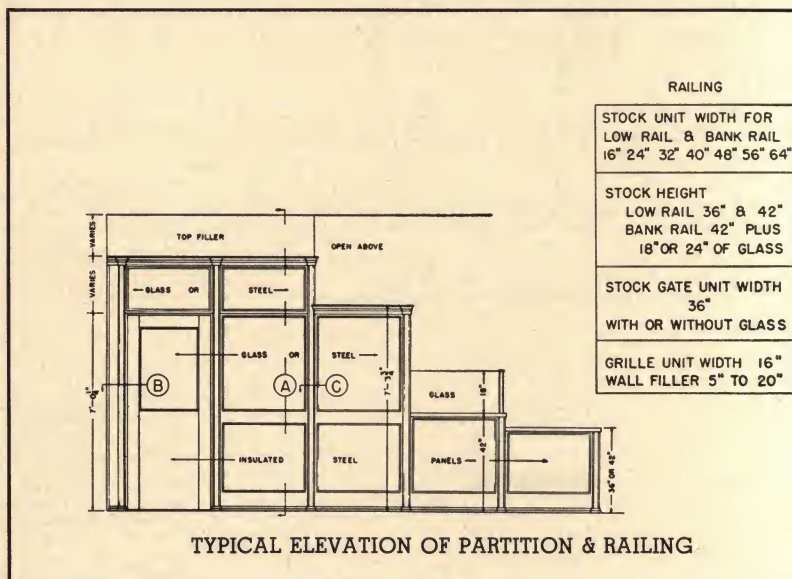 RAILING
STOCK UNIT WIDTH FOR
LOW RAIL & BANK RAIL
16" 24" 32" 40" 48" 56" 64"
STOCK HEIGHT
LOW RAIL 36" & 42"
BANK RAIL 42" PLUS
18" OR 24" OF GLASS
STOCK GATE UNIT WIDTH
36"
WITH OR WITHOUT GLASS
GRILLE UNIT WIDTH 16"
WALL FILLER 5" TO 20"
VARIES
TOP FILLER
OPEN ABOVE
VARIES
GLASS OR STEEL
7'-0
GLASS OR STEEL
B
A
C
7'-3
GLASS
18"
INSULATED STEEL PANELS
42"
36" OR 42"
TYPICAL ELEVATION OF PARTITION & RAILING